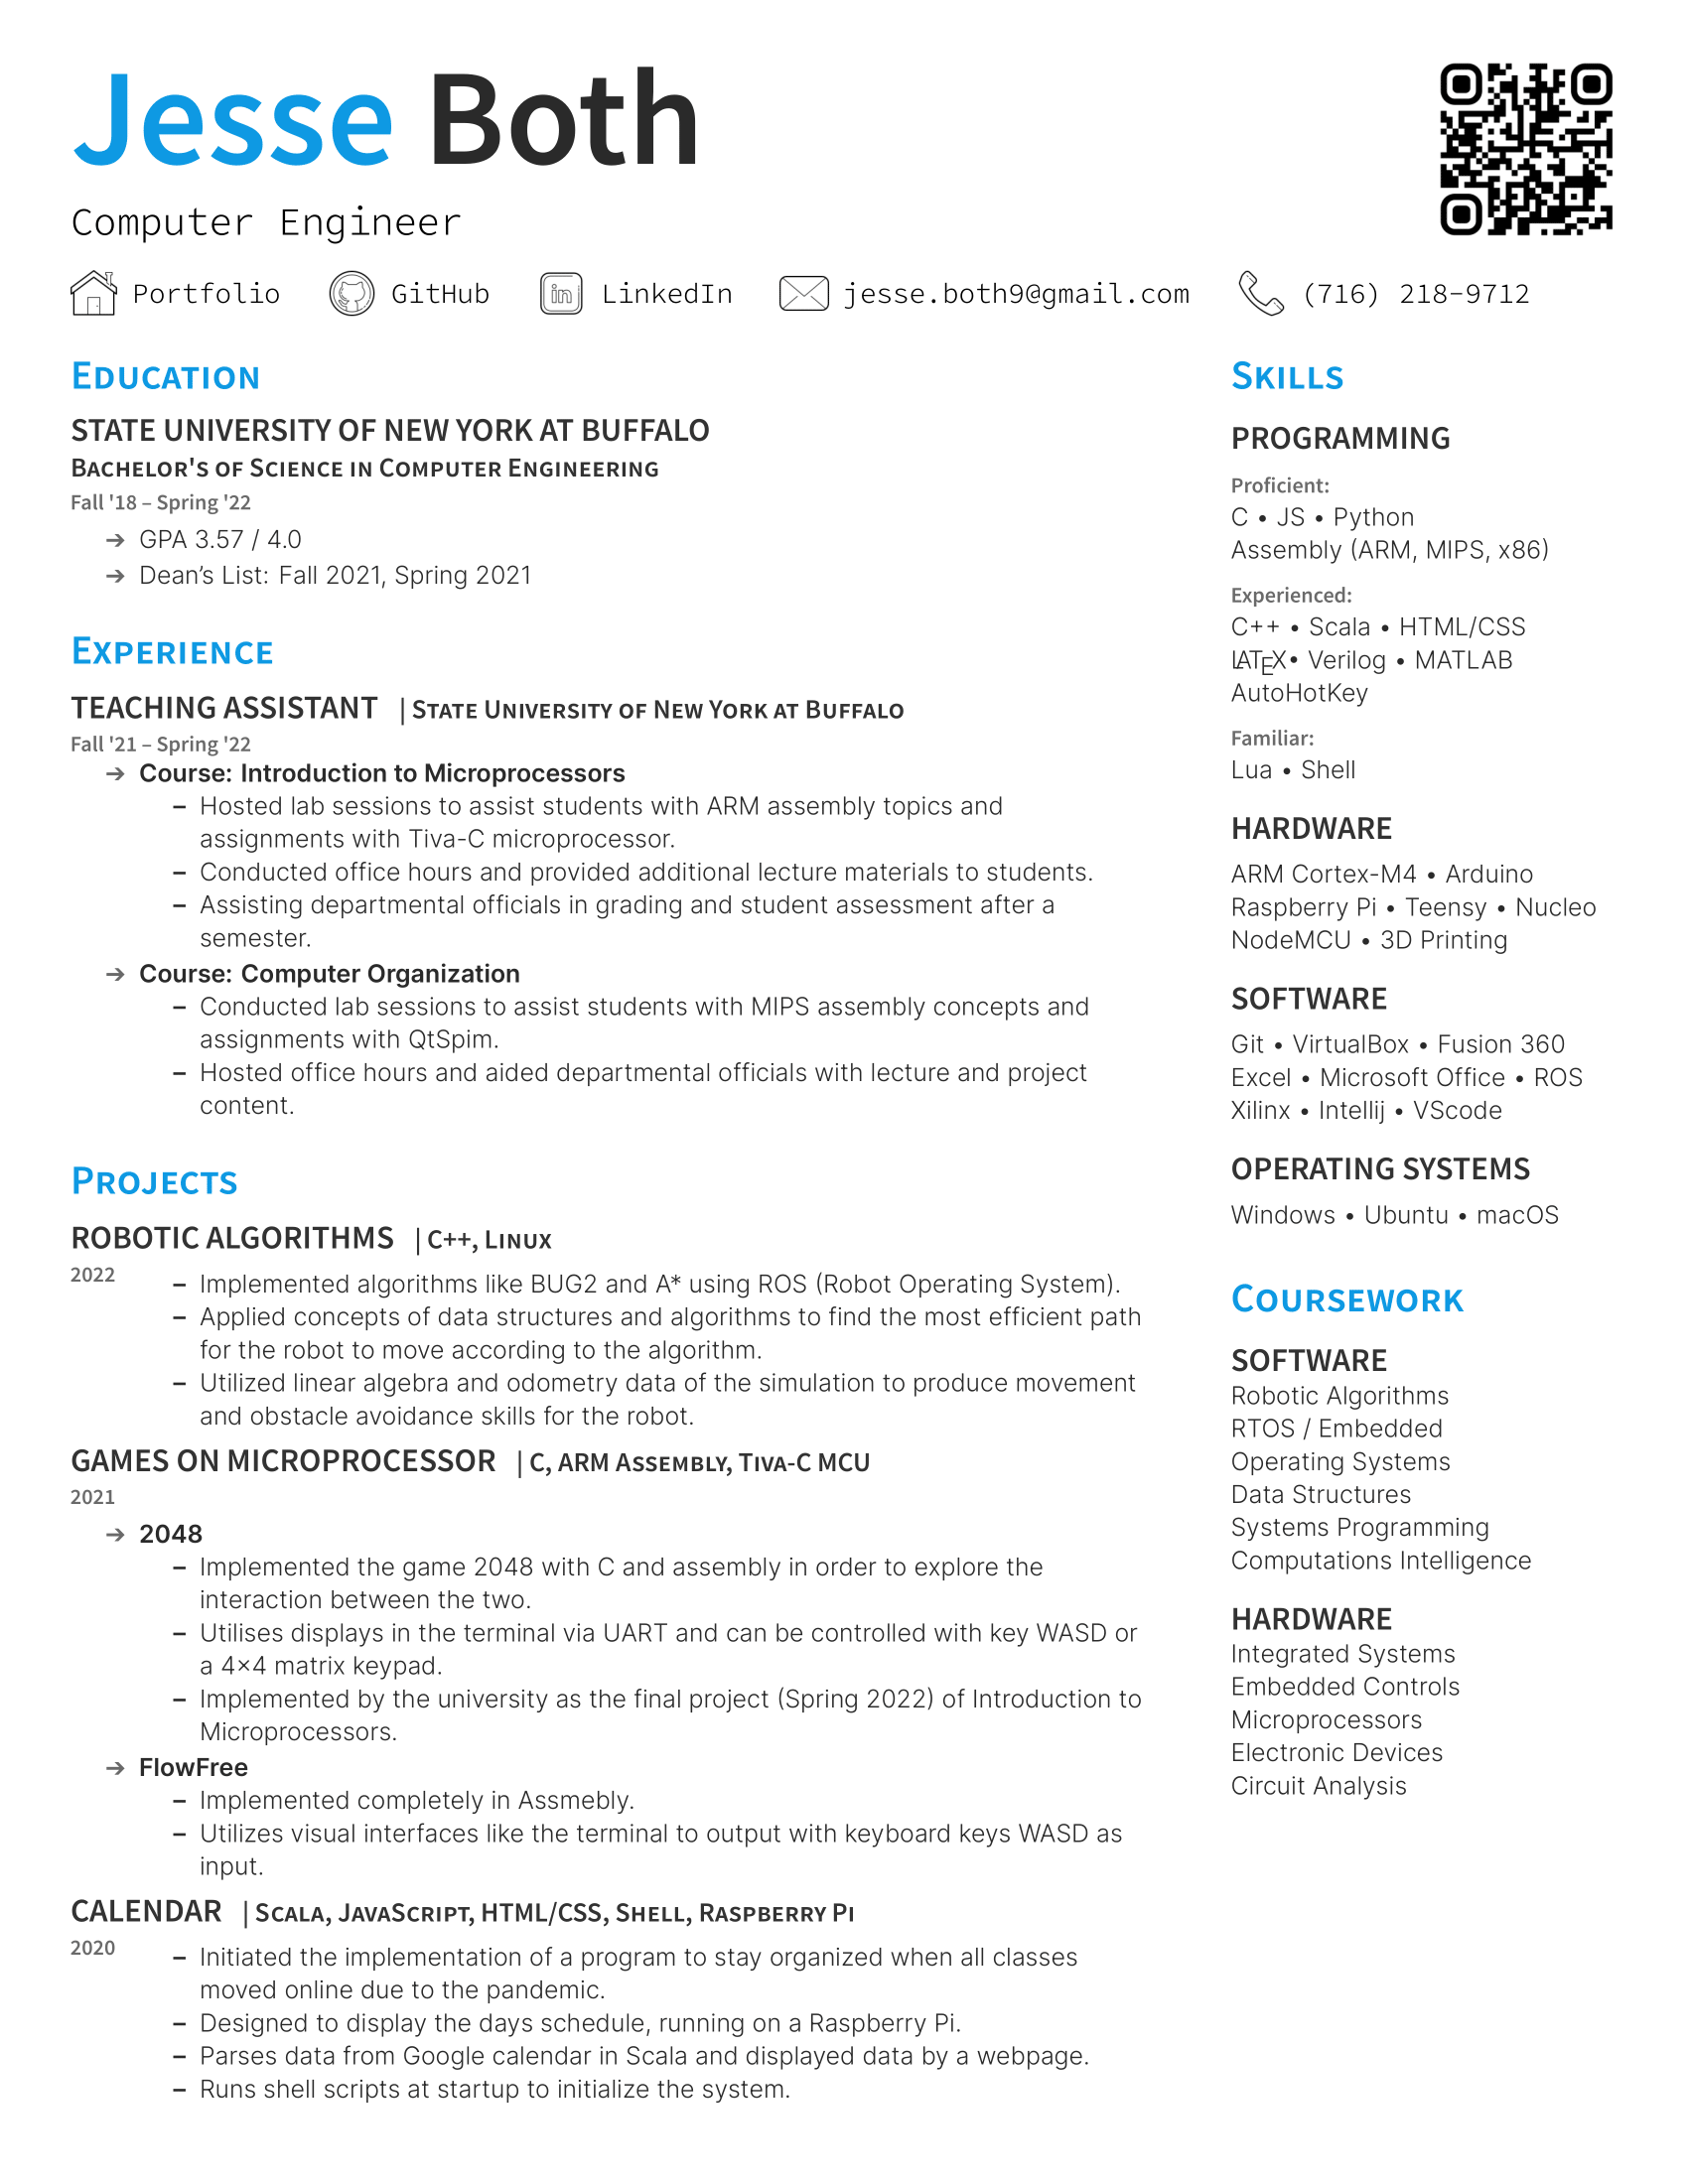 Jesse Both
Computer Engineer
Portfolio GitHub LinkedIn jesse.both9@gmail.com (716) 218-9712
Education
STATE UNIVERSITY OF NEW YORK AT BUFFALO
Bachelor's of Science in Computer Engineering
Fall '18 – Spring '22
➔ GPA 3.57 / 4.0
➔ Dean’s List: Fall 2021, Spring 2021
Experience
TEACHING ASSISTANT | State University of New York at Buffalo
Fall '21 – Spring '22
➔ Course: Introduction to Microprocessors
– Hosted lab sessions to assist students with ARM assembly topics and
assignments with Tiva-C microprocessor.
– Conducted office hours and provided additional lecture materials to students.
– Assisting departmental officials in grading and student assessment after a
semester.
➔ Course: Computer Organization
– Conducted lab sessions to assist students with MIPS assembly concepts and
assignments with QtSpim.
– Hosted office hours and aided departmental officials with lecture and project
content.
Projects
ROBOTIC ALGORITHMS | C++, Linux
2022
– Implemented algorithms like BUG2 and A* using ROS (Robot Operating System).
– Applied concepts of data structures and algorithms to find the most efficient path
for the robot to move according to the algorithm.
– Utilized linear algebra and odometry data of the simulation to produce movement
and obstacle avoidance skills for the robot.
GAMES ON MICROPROCESSOR | C, ARM Assembly, Tiva-C MCU
2021
➔ 2048
– Implemented the game 2048 with C and assembly in order to explore the
interaction between the two.
– Utilises displays in the terminal via UART and can be controlled with key WASD or
a 4×4 matrix keypad.
– Implemented by the university as the final project (Spring 2022) of Introduction to
Microprocessors.
➔ FlowFree
– Implemented completely in Assmebly.
– Utilizes visual interfaces like the terminal to output with keyboard keys WASD as
input.
CALENDAR | Scala, JavaScript, HTML/CSS, Shell, Raspberry Pi
2020
– Initiated the implementation of a program to stay organized when all classes
moved online due to the pandemic.
– Designed to display the days schedule, running on a Raspberry Pi.
– Parses data from Google calendar in Scala and displayed data by a webpage.
– Runs shell scripts at startup to initialize the system.
Skills
PROGRAMMING
Proficient:
C • JS • Python
Assembly (ARM, MIPS, x86)
Experienced:
C++ • Scala • HTML/CSS
LATEX• Verilog • MATLAB
AutoHotKey
Familiar:
Lua • Shell
HARDWARE
ARM Cortex-M4 • Arduino
Raspberry Pi • Teensy • Nucleo
NodeMCU • 3D Printing
SOFTWARE
Git • VirtualBox • Fusion 360
Excel • Microsoft Office • ROS
Xilinx • Intellij • VScode
OPERATING SYSTEMS
Windows • Ubuntu • macOS
Coursework
SOFTWARE
Robotic Algorithms
RTOS / Embedded
Operating Systems
Data Structures
Systems Programming
Computations Intelligence
HARDWARE
Integrated Systems
Embedded Controls
Microprocessors
Electronic Devices
Circuit Analysis